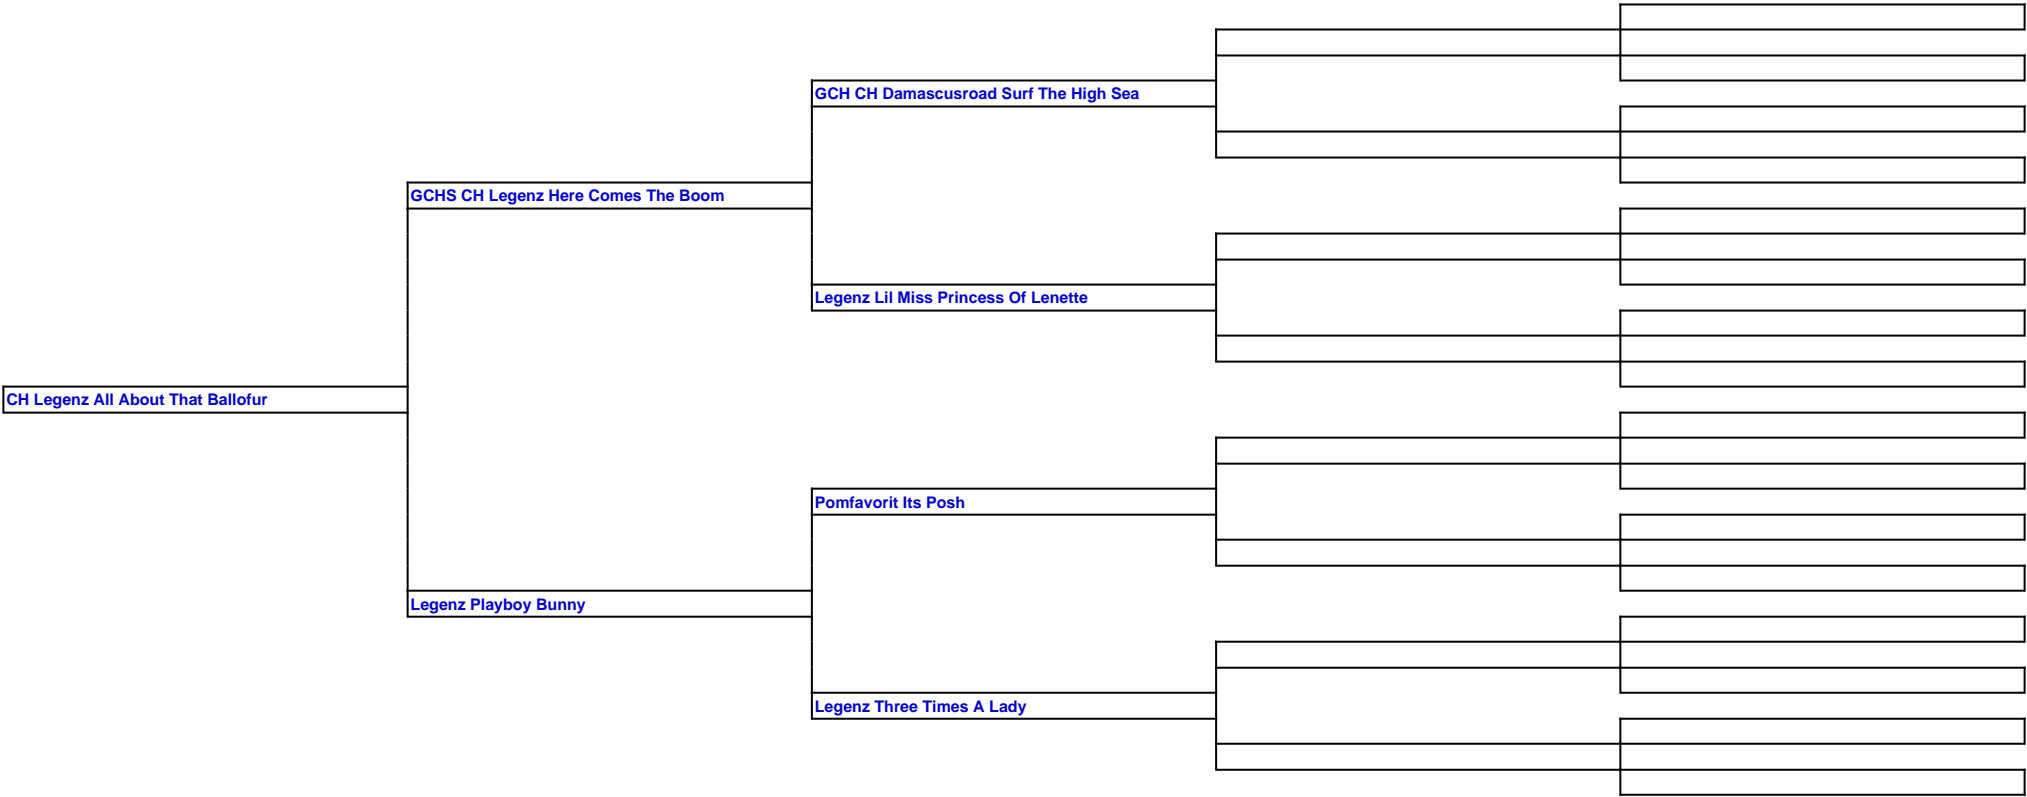 GCH CH Damascusroad Surf The High Sea
GCHS CH Legenz Here Comes The Boom
Legenz Lil Miss Princess Of Lenette
CH Legenz All About That Ballofur
Pomfavorit Its Posh
Legenz Playboy Bunny
Legenz Three Times A Lady